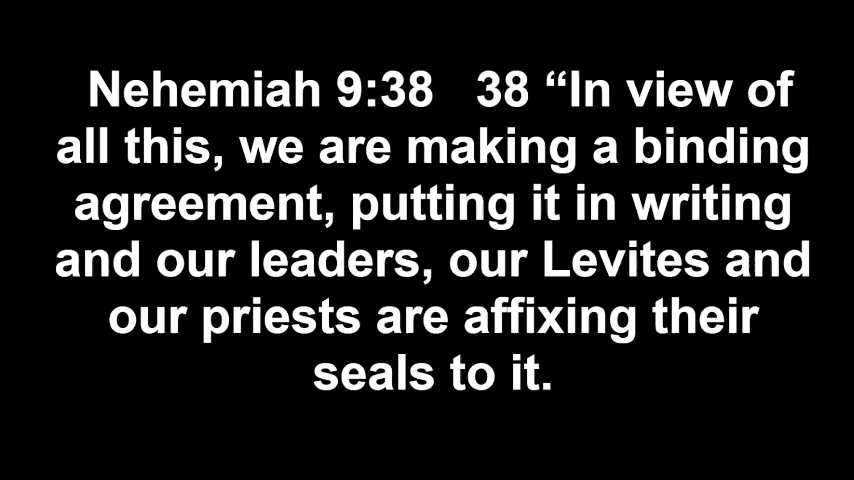 Nehemiah 9:38   38 “In view of
all this, we are making a binding
agreement, putting it in writing
and our leaders, our Levites and
our priests are affixing their
seals to it.